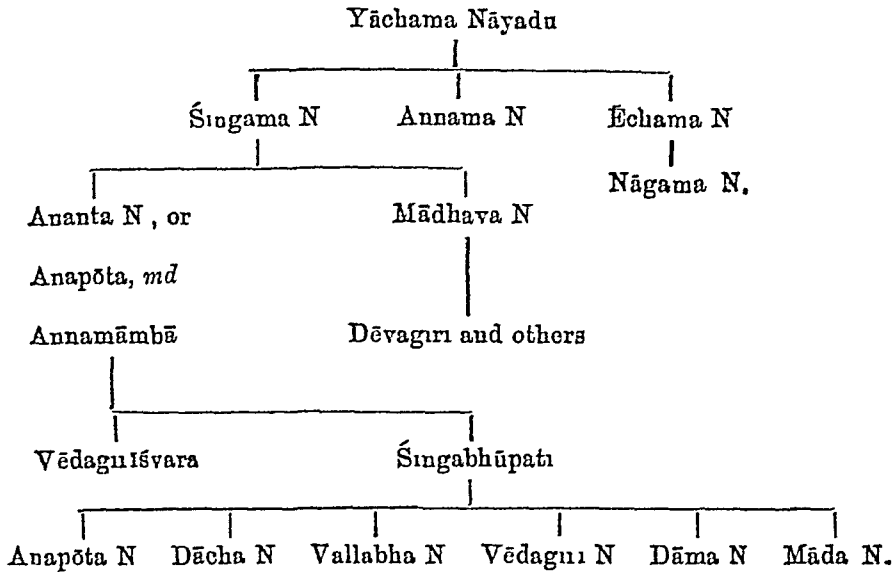 Yāchama Nāyadu
Śingama N Annama N Ēchama N
Nāgama N.
Ananta N, or Mādhava N
Anapōta, md
Annamāmbā Dēvagiri and others
Vēdagirīśvara Śingabhūpati
Anapōta N Dācha N Vallabha N Vēdagiri N Dāma N Māda N.